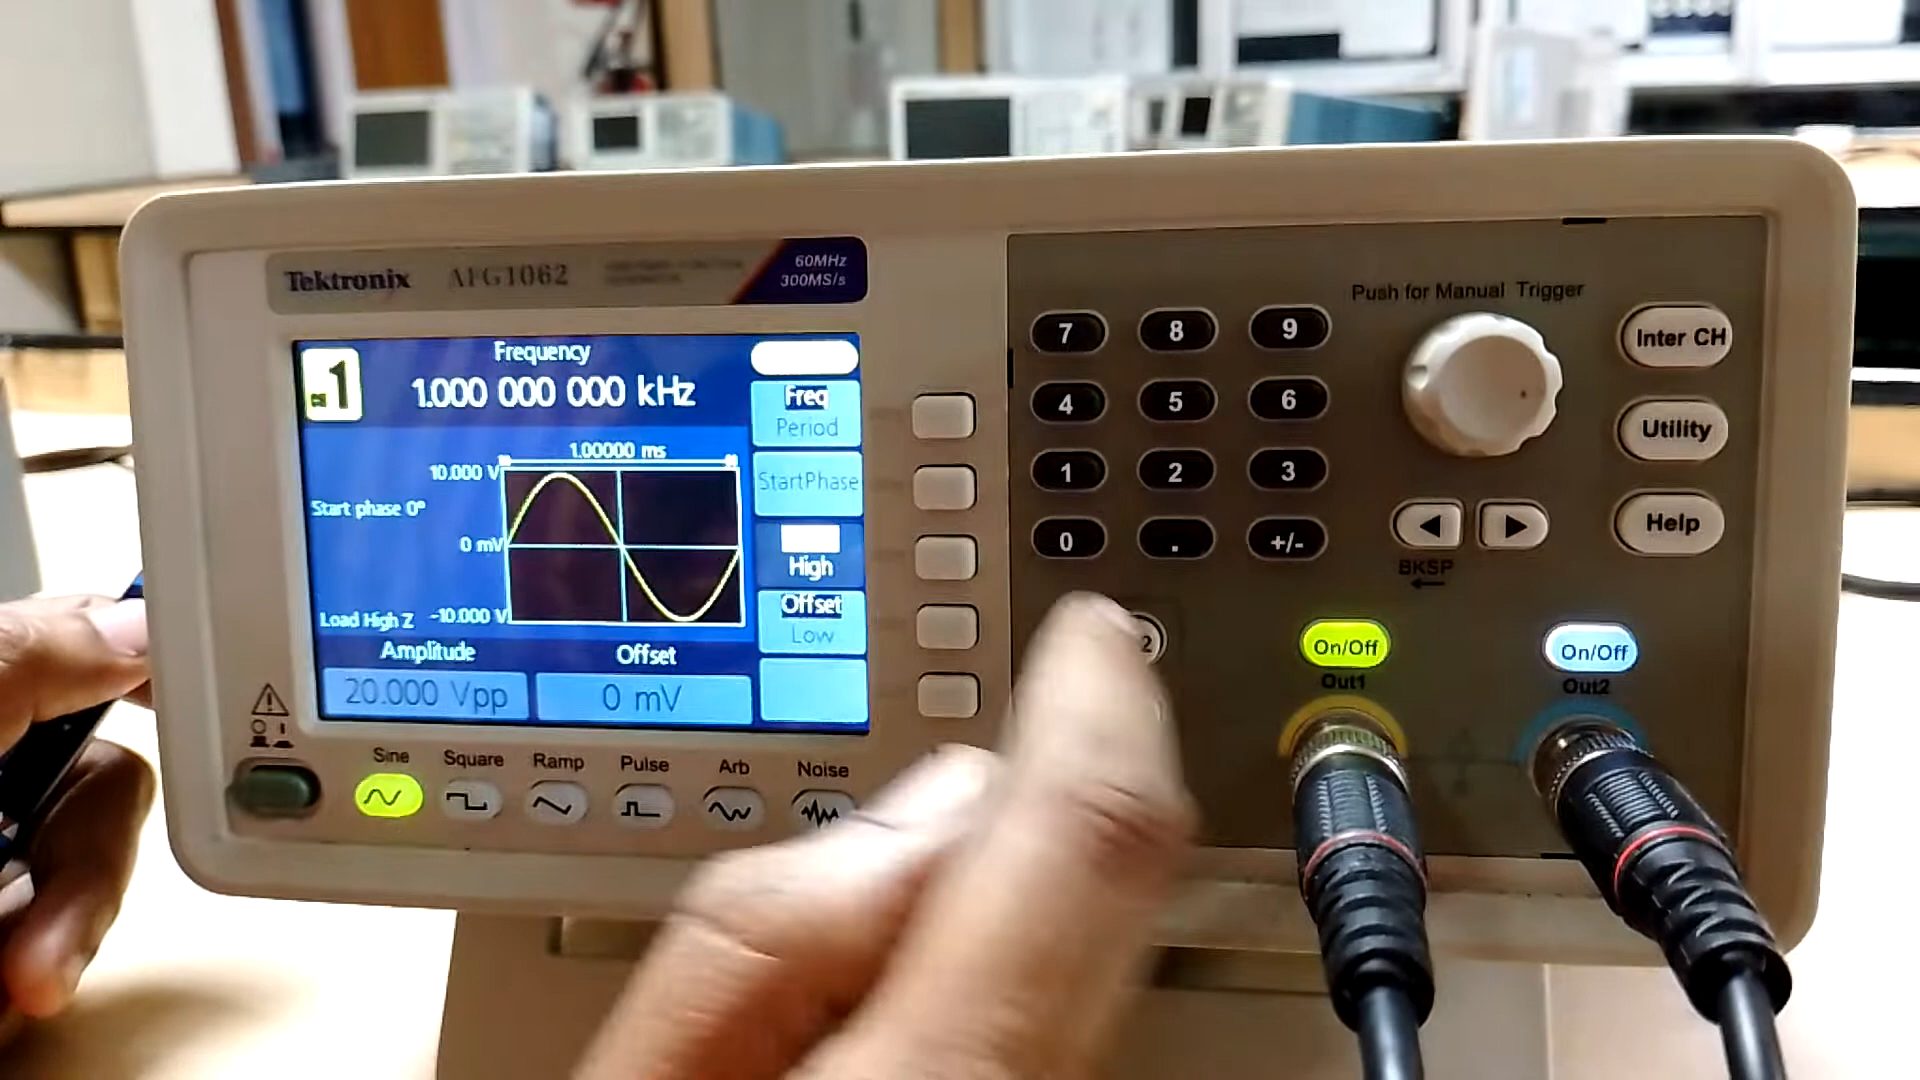 Tektronix AFG1062
60MHz
300MS/s
1
Frequency
1.000 000 000 kHz
Freq
Period
StartPhase
High
Offset
Low
1.00000 ms
10.000 V
Start phase 0°
0 mV
Load High Z
-10.000 V
Amplitude
Offset
20.000 Vpp
0 mV
Sine
Square
Ramp
Pulse
Arb
Noise
7
8
9
4
5
6
1
2
3
0
.
+/-
2
Push for Manual Trigger
BKSP
Inter CH
Utility
Help
On/Off
Out1
On/Off
Out2